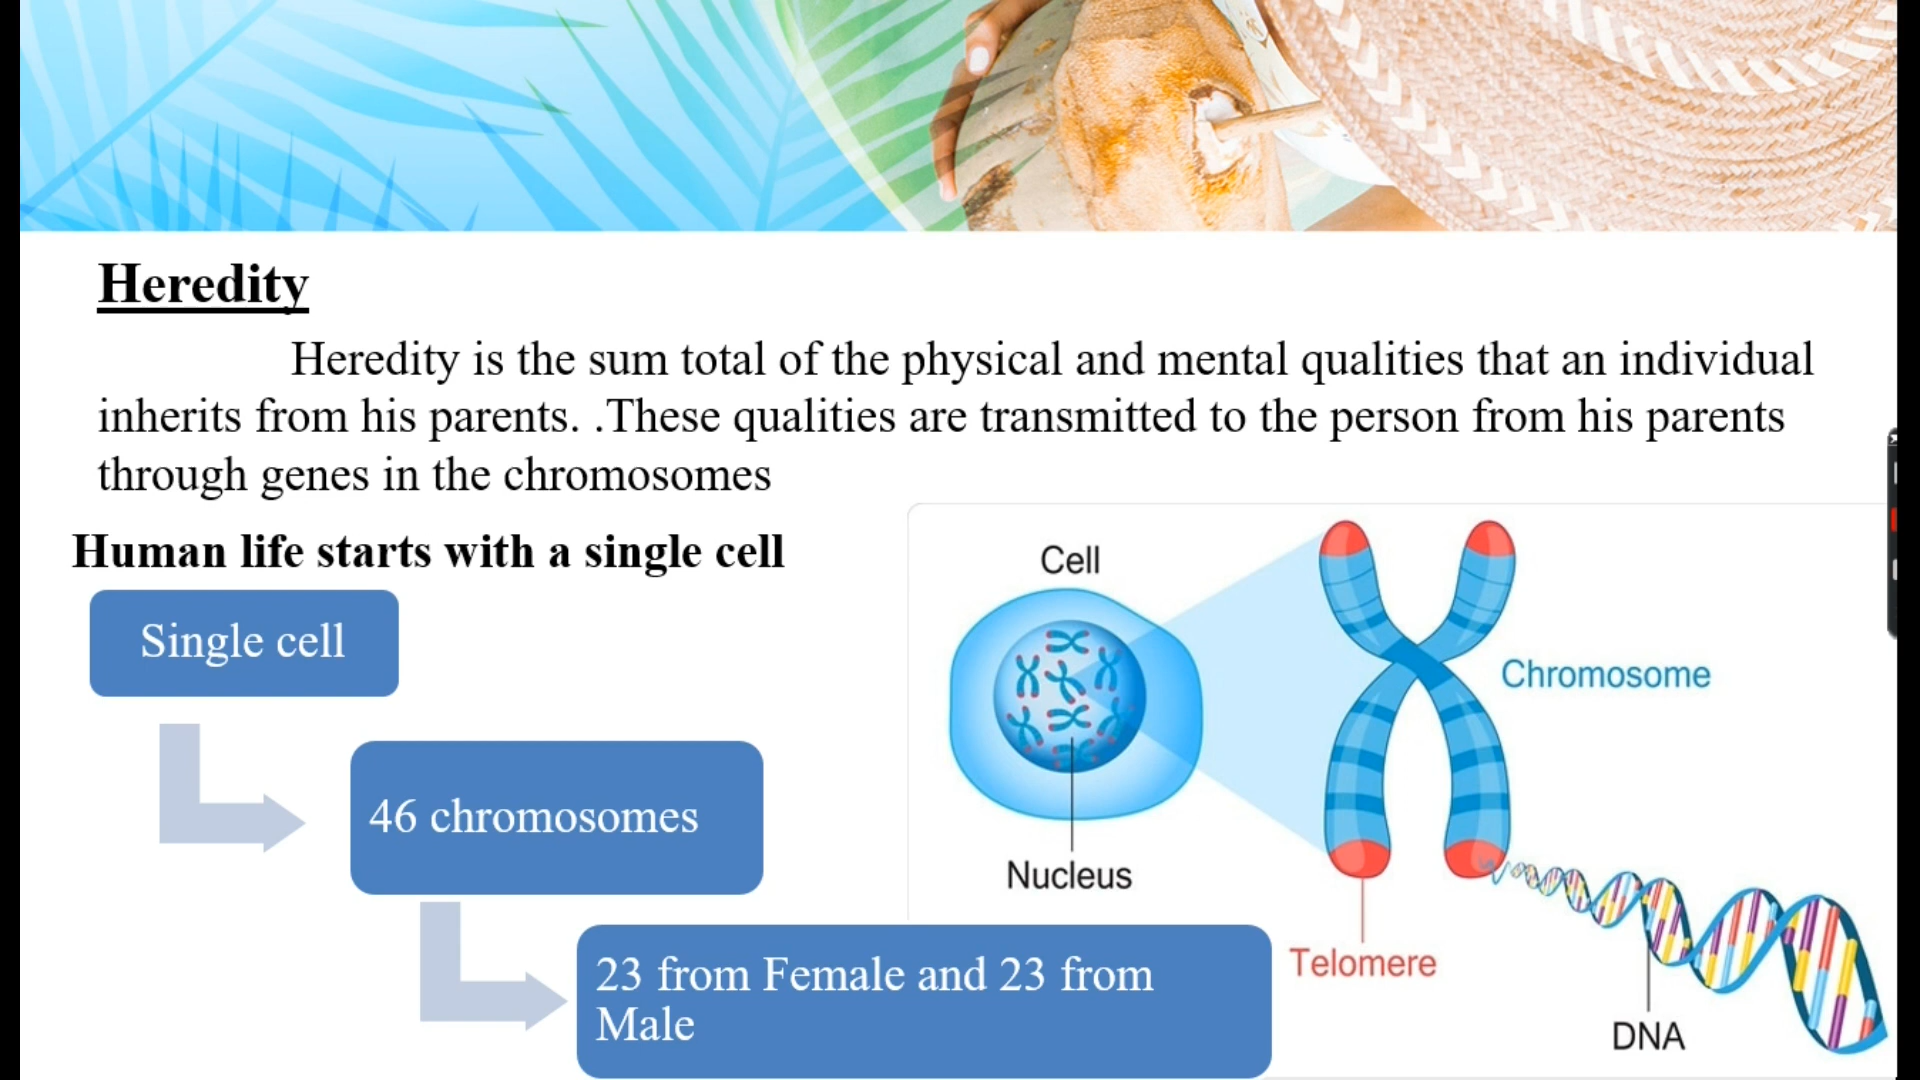 Heredity
Heredity is the sum total of the physical and mental qualities that an individual
inherits from his parents. .These qualities are transmitted to the person from his parents
through genes in the chromosomes
Human life starts with a single cell
Single cell
46 chromosomes
23 from Female and 23 from
Male
Cell
Nucleus
Chromosome
Telomere
DNA